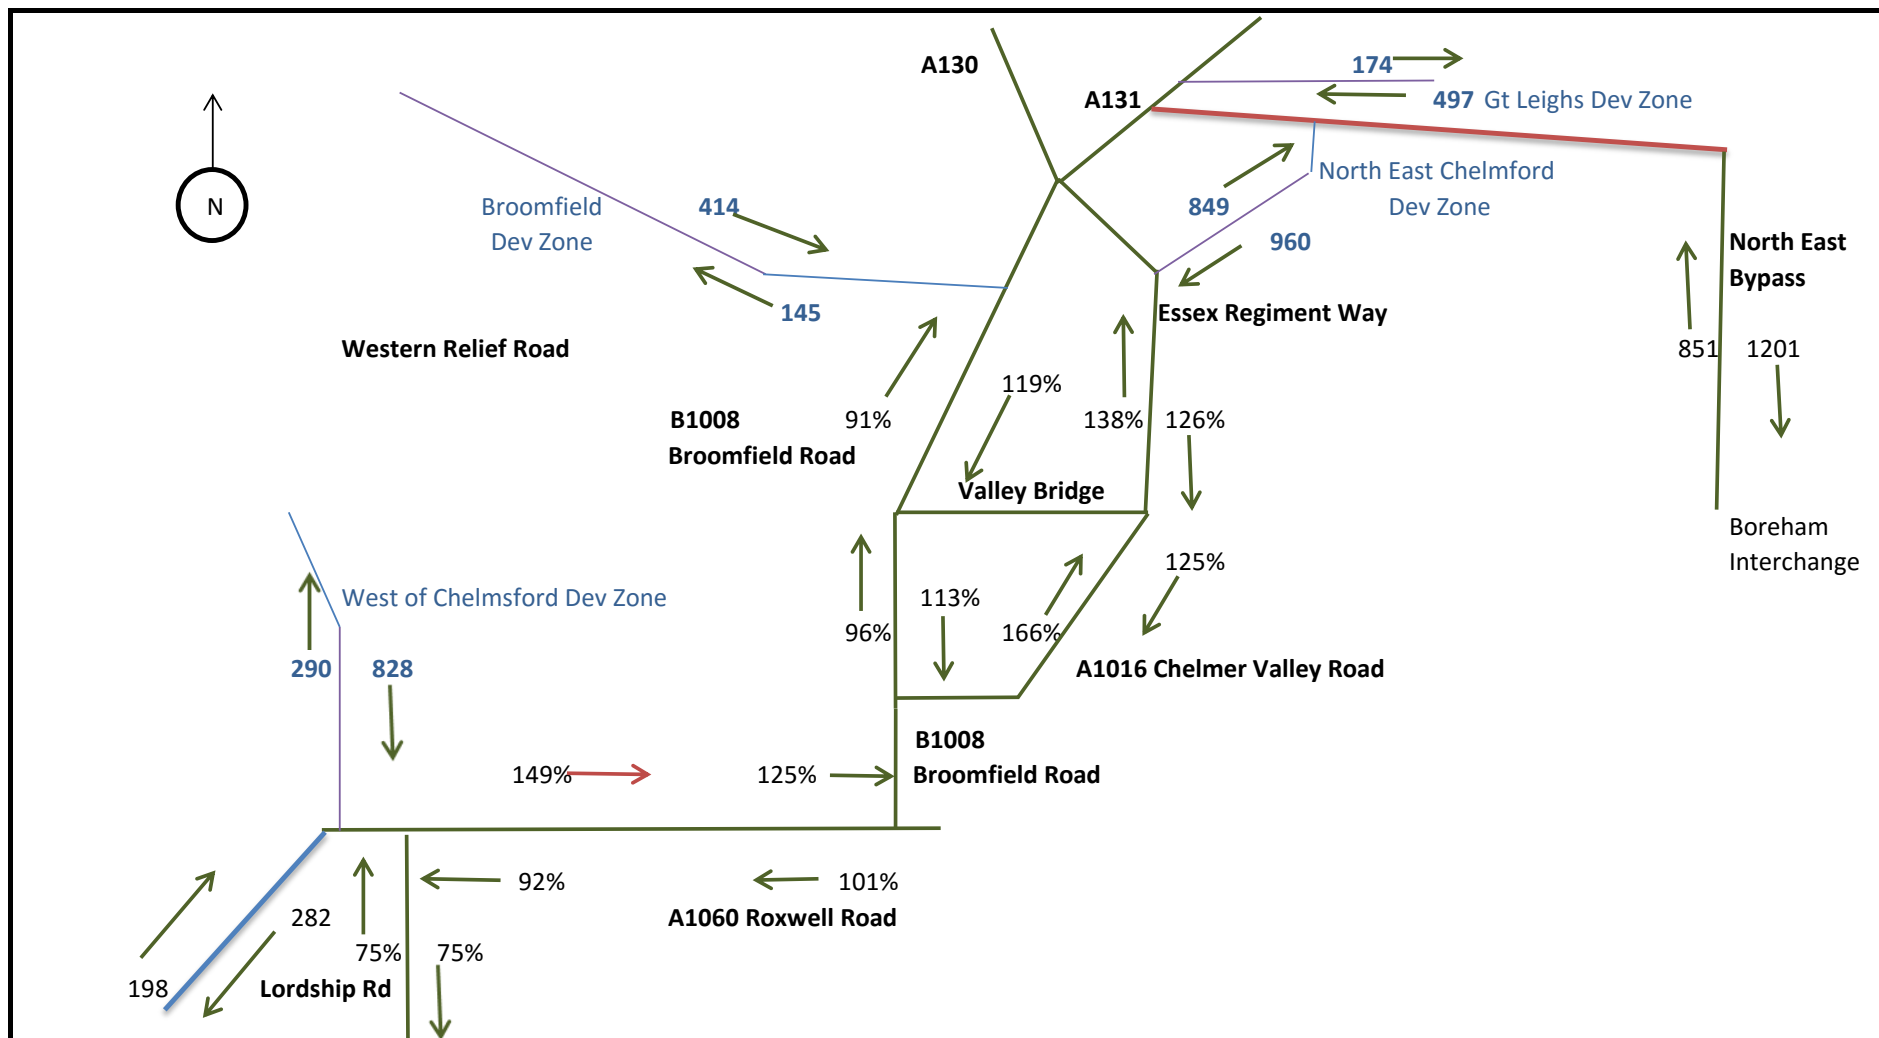 A130
174
A131
497 Gt Leighs Dev Zone
N
Broomfield
Dev Zone
414
849
North East Chelmford
Dev Zone
960
North East
Bypass
145
Essex Regiment Way
Western Relief Road
851
1201
119%
B1008
Broomfield Road
91%
138%
126%
Valley Bridge
Boreham
Interchange
125%
West of Chelmsford Dev Zone
113%
96%
166%
290
828
A1016 Chelmer Valley Road
B1008
Broomfield Road
149%
125%
92%
101%
282
A1060 Roxwell Road
75%
75%
198
Lordship Rd